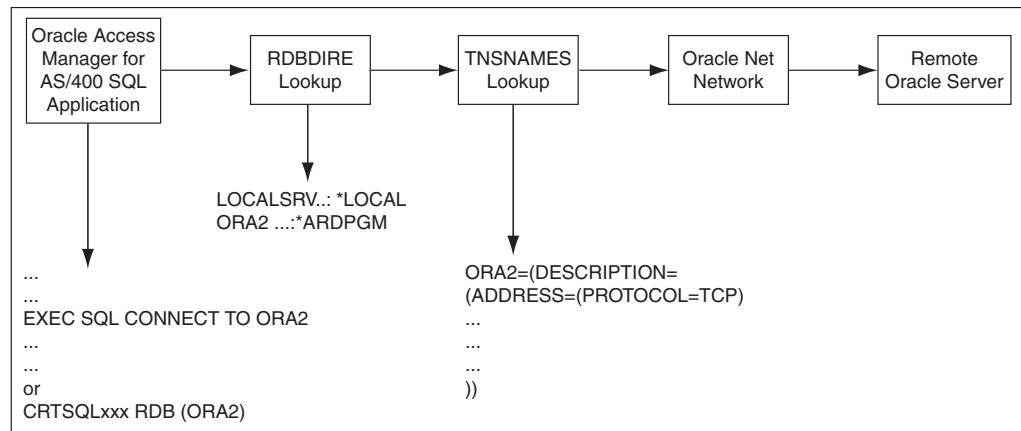 Oracle Access
Manager for
AS/400 SQL
Application
RDBDIRE
Lookup
TNSNAMES
Lookup
Oracle Net
Network
Remote
Oracle Server
LOCALSRV..: *LOCAL
ORA2 ...:*ARDPGM
...
...
EXEC SQL CONNECT TO ORA2
...
...
or
CRTSQLxxx RDB (ORA2)
ORA2=(DESCRIPTION=
(ADDRESS=(PROTOCOL=TCP)
...
...
...
))